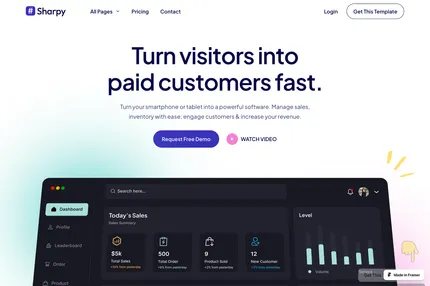 # Sharpy
All Pages
Pricing
Contact
Login
Get This Template
Turn visitors into
paid customers fast.
Turn your smartphone or tablet into a powerful software. Manage sales,
inventory with ease; engage customers & increase your revenue.
Request Free Demo
WATCH VIDEO
Search here...
Dashboard
Profile
Leaderboard
Order
Product
Today's Sales
Sales Summary
$5k
Total Sales
+10% from yesterday
500
Total Order
+8% from yesterday
9
Product Sold
+2% from yesterday
12
New Customer
Level
Volume
Get This
Made in Framer